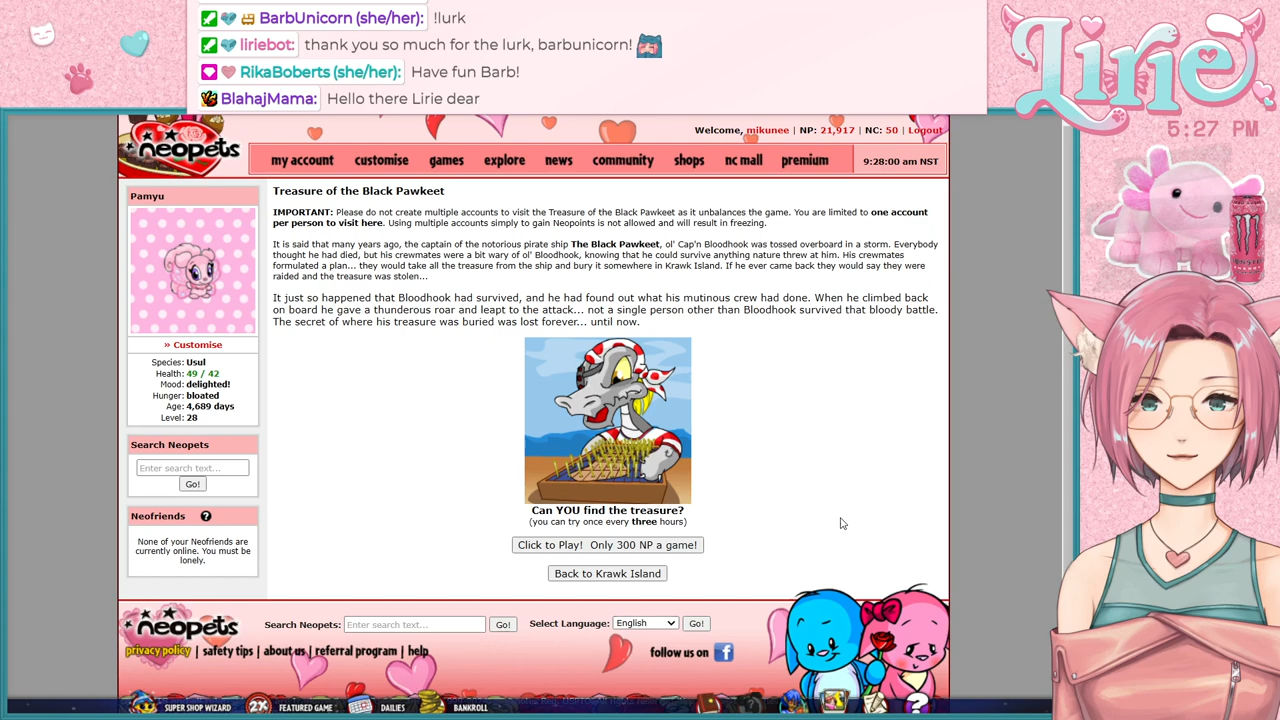 BarbUnicorn (she/her): !lurk
liriebot: thank you so much for the lurk, barbunicorn!
RikaBoberts (she/her): Have fun Barb!
BlahajMama: Hello there Lirie dear
Lirie
5:27 PM
neopets
Welcome, mikunee | NP: 21,917 | NC: 50 | Logout
my account customise games explore news community shops nc mall premium
9:28:00 am NST
Pamyu
» Customise
Species: Usul
Health: 49 / 42
Mood: delighted!
Hunger: bloated
Age: 4,689 days
Level: 28
Search Neopets
Enter search text...
Go!
Neofriends ?
None of your Neofriends are
currently online. You must be
lonely.
Treasure of the Black Pawkeet
IMPORTANT: Please do not create multiple accounts to visit the Treasure of the Black Pawkeet as it unbalances the game. You are limited to one account
per person to visit here. Using multiple accounts simply to gain Neopoints is not allowed and will result in freezing.
It is said that many years ago, the captain of the notorious pirate ship The Black Pawkeet, ol' Cap'n Bloodhook was tossed overboard in a storm. Everybody
thought he had died, but his crewmates were a bit wary of ol' Bloodhook, knowing that he could survive anything nature threw at him. His crewmates
formulated a plan... they would take all the treasure from the ship and bury it somewhere in Krawk Island. If he ever came back they would say they were
raided and the treasure was stolen...
It just so happened that Bloodhook had survived, and he had found out what his mutinous crew had done. When he climbed back
on board he gave a thunderous roar and leapt to the attack... not a single person other than Bloodhook survived that bloody battle.
The secret of where his treasure was buried was lost forever... until now.
Can YOU find the treasure?
(you can try once every three hours)
Click to Play! Only 300 NP a game!
Back to Krawk Island
neopets
Search Neopets: Enter search text... Go! Select Language: English Go!
privacy policy | safety tips | about us | referral program | help
follow us on f
SUPER SHOP WIZARD 2X FEATURED GAME DAILIES BANKROLL ?